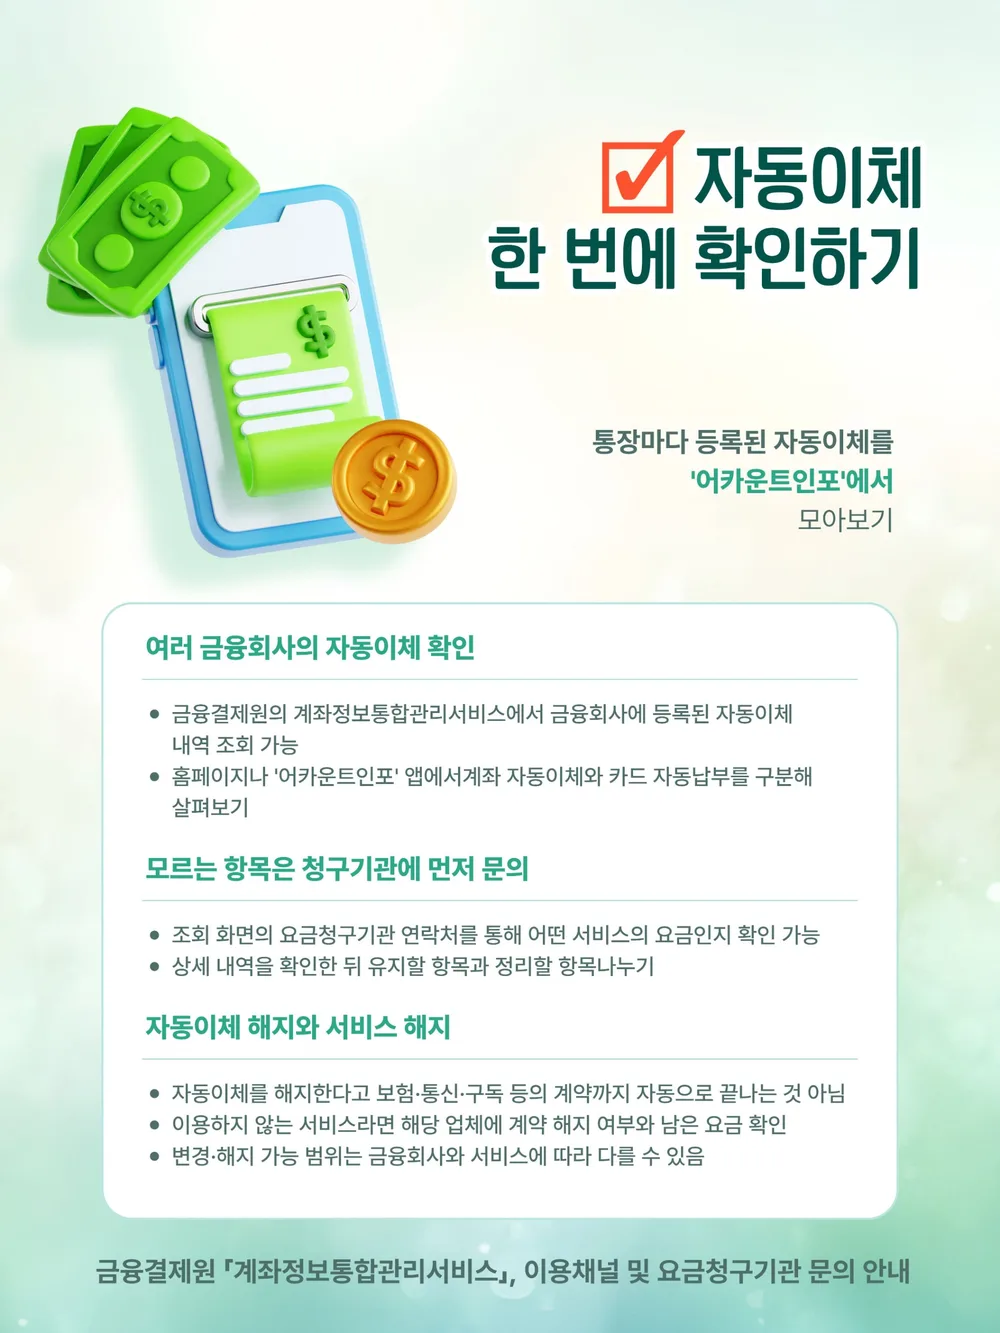 자동이체
한 번에 확인하기
통장마다 등록된 자동이체를
'어카운트인포'에서
모아보기
여러 금융회사의 자동이체 확인
• 금융결제원의 계좌정보통합관리서비스에서 금융회사에 등록된 자동이체
내역 조회 가능
• 홈페이지나 '어카운트인포' 앱에서계좌 자동이체와 카드 자동납부를 구분해
살펴보기
모르는 항목은 청구기관에 먼저 문의
• 조회 화면의 요금청구기관 연락처를 통해 어떤 서비스의 요금인지 확인 가능
• 상세 내역을 확인한 뒤 유지할 항목과 정리할 항목나누기
자동이체 해지와 서비스 해지
• 자동이체를 해지한다고 보험·통신·구독 등의 계약까지 자동으로 끝나는 것 아님
• 이용하지 않는 서비스라면 해당 업체에 계약 해지 여부와 남은 요금 확인
• 변경·해지 가능 범위는 금융회사와 서비스에 따라 다를 수 있음
금융결제원 「계좌정보통합관리서비스」, 이용채널 및 요금청구기관 문의 안내